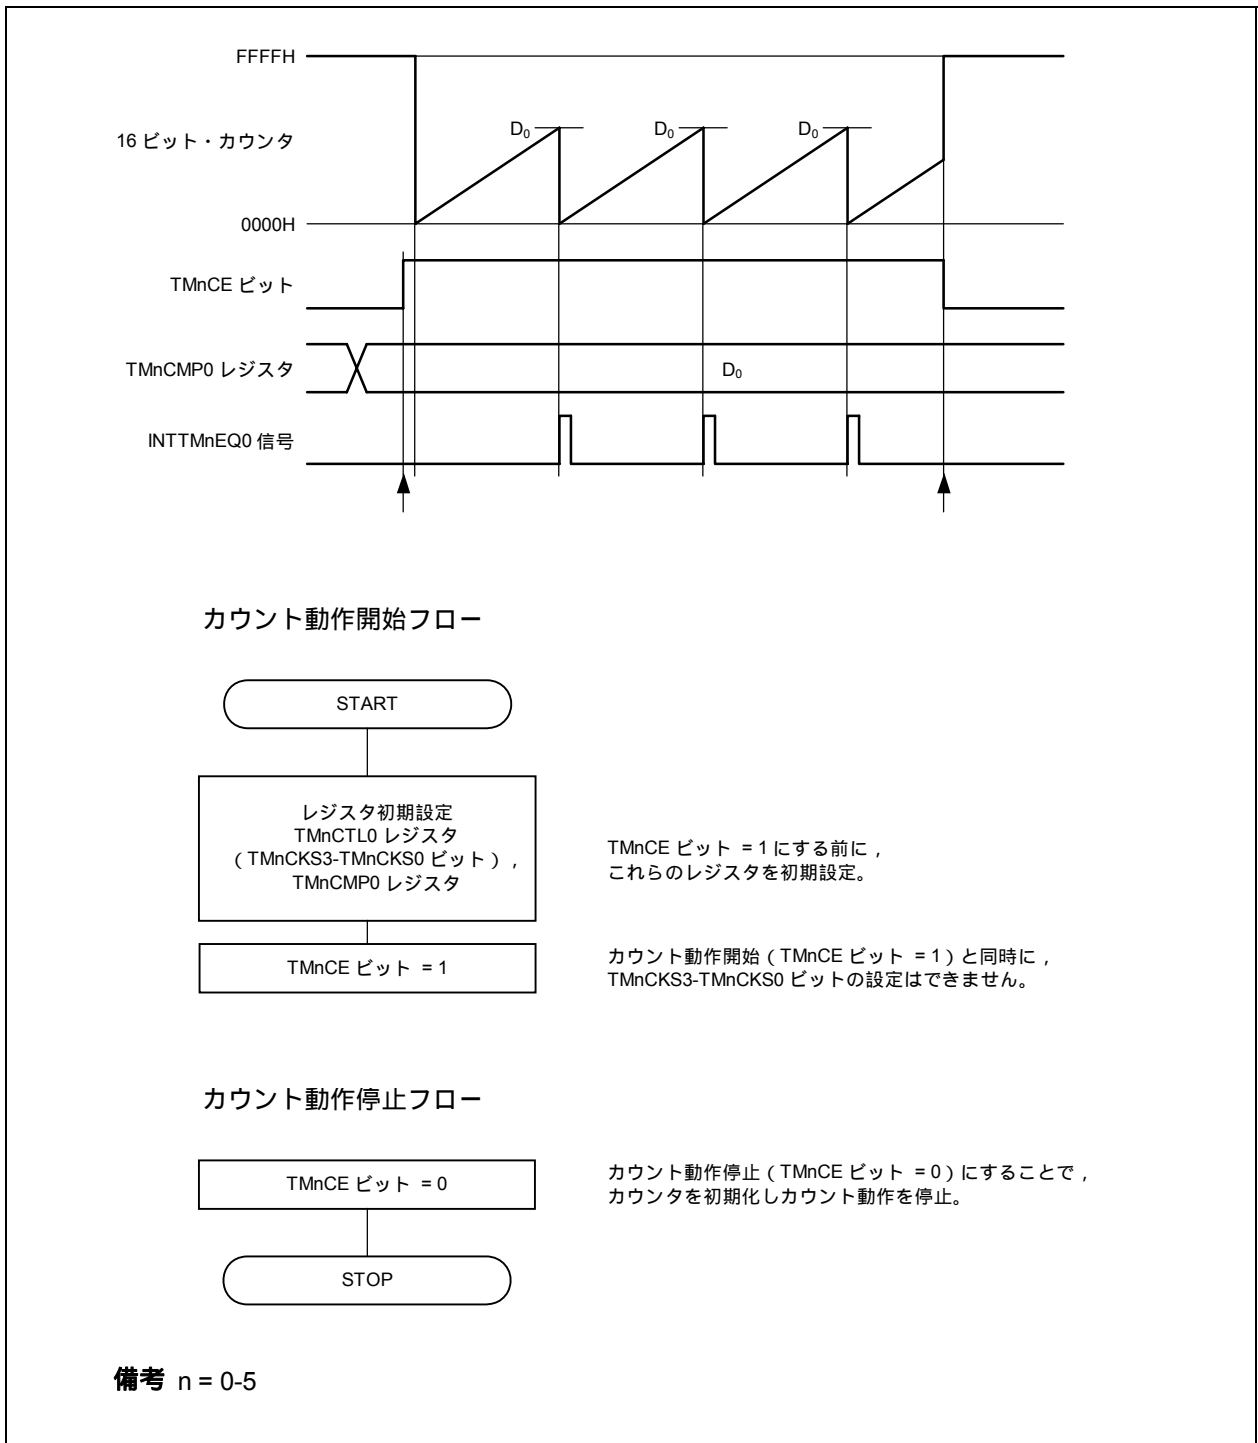 FFFFH
16 ビット・カウンタ
D0
D0
D0
0000H
TMnCE ビット
TMnCMP0 レジスタ
D0
INTTMnEQ0 信号
カウント動作開始フロー
START
レジスタ初期設定
TMnCTL0 レジスタ
（TMnCKS3-TMnCKS0 ビット），
TMnCMP0 レジスタ
TMnCE ビット = 1 にする前に，
これらのレジスタを初期設定。
TMnCE ビット = 1
カウント動作開始（TMnCE ビット = 1）と同時に，
TMnCKS3-TMnCKS0 ビットの設定はできません。
カウント動作停止フロー
TMnCE ビット = 0
カウント動作停止（TMnCE ビット = 0）にすることで，
カウンタを初期化しカウント動作を停止。
STOP
備考 n = 0-5